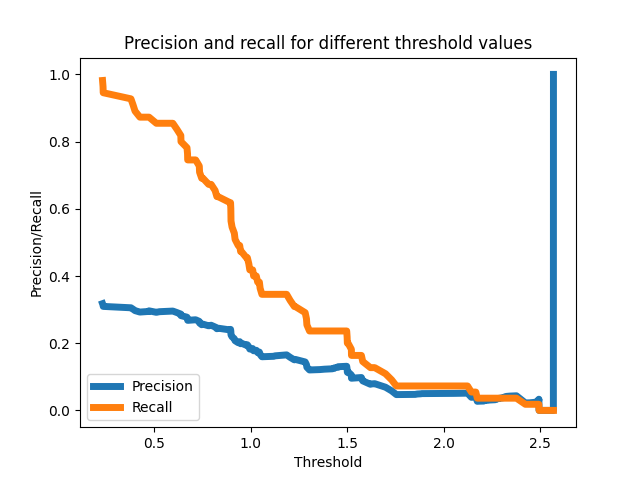 Precision and recall for different threshold values
1.0
0.8
0.6
0.4
0.2
0.0
Precision/Recall
Precision
Recall
0.5
1.0
1.5
2.0
2.5
Threshold